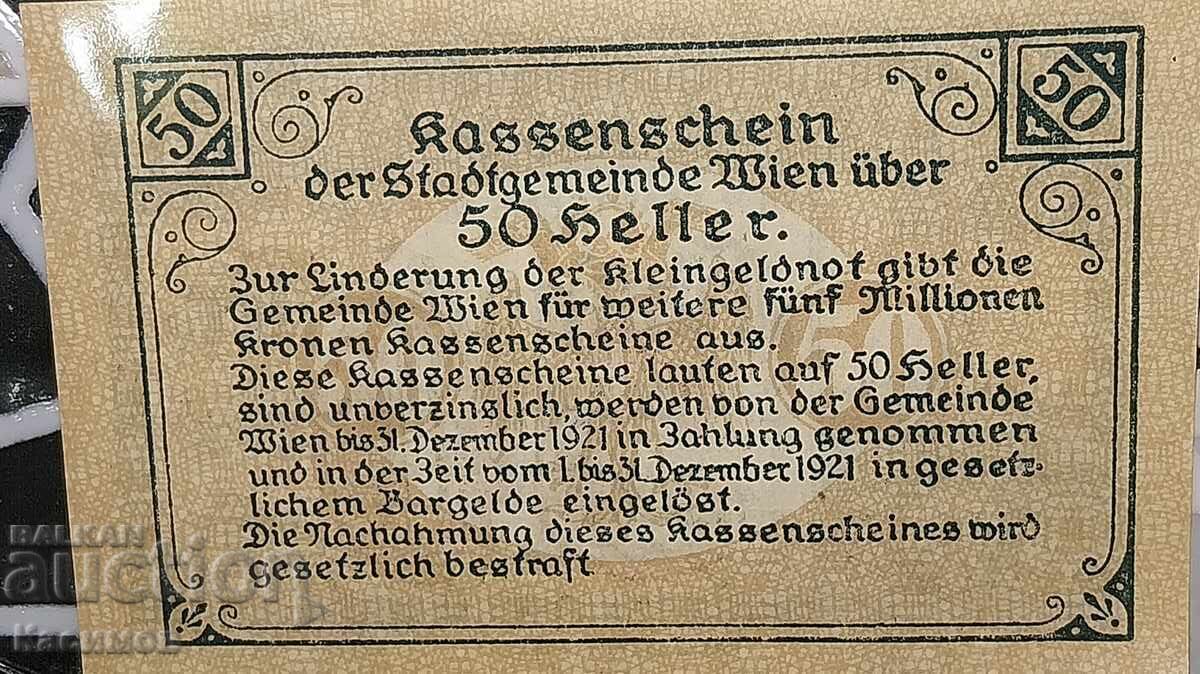 50
50
Kassenschein
der Stadtgemeinde Wien über
50 Heller.
Zur Linderung der Kleingeldnot gibt die
Gemeinde Wien für weitere fünf Millionen
Kronen Kassenscheine aus.
Diese Kassenscheine lauten auf 50 Heller,
sind unverzinslich, werden von der Gemeinde
Wien bis 31. Dezember 1921 in Zahlung genommen
und in der Zeit vom 1. bis 31. Dezember 1921 in gesetz-
lichem Bargelde eingelöst.
Die Nachahmung dieses Kassenscheines wird
gesetzlich bestraft
50
BALKAN
auction
Касимов